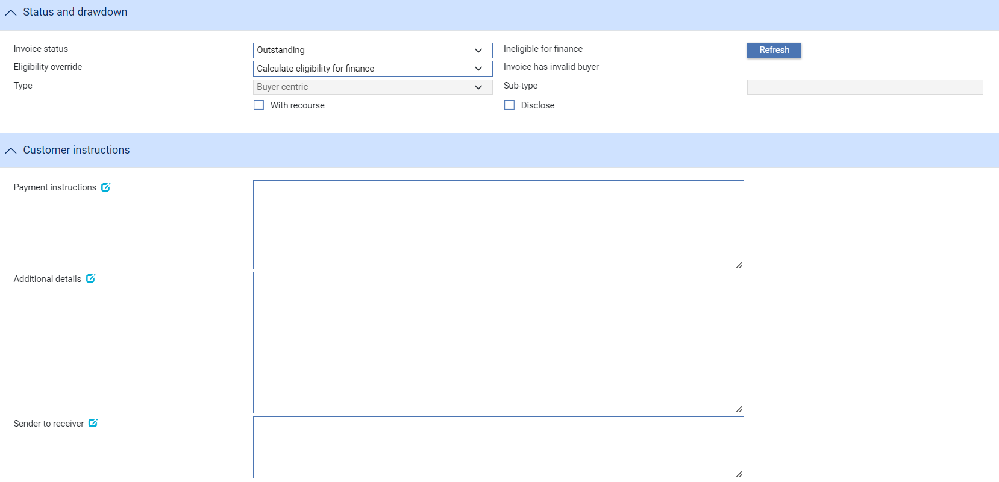 Status and drawdown
Invoice status Outstanding Ineligible for finance Refresh
Eligibility override Calculate eligibility for finance Invoice has invalid buyer
Type Buyer centric Sub-type
With recourse Disclose
Customer instructions
Payment instructions
Additional details
Sender to receiver